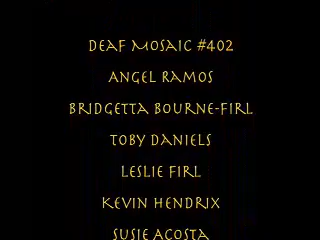 Deaf Mosaic #402
Angel Ramos
Bridgetta Bourne-Firl
Toby Daniels
Leslie Firl
Kevin Hendrix
Susie Acosta